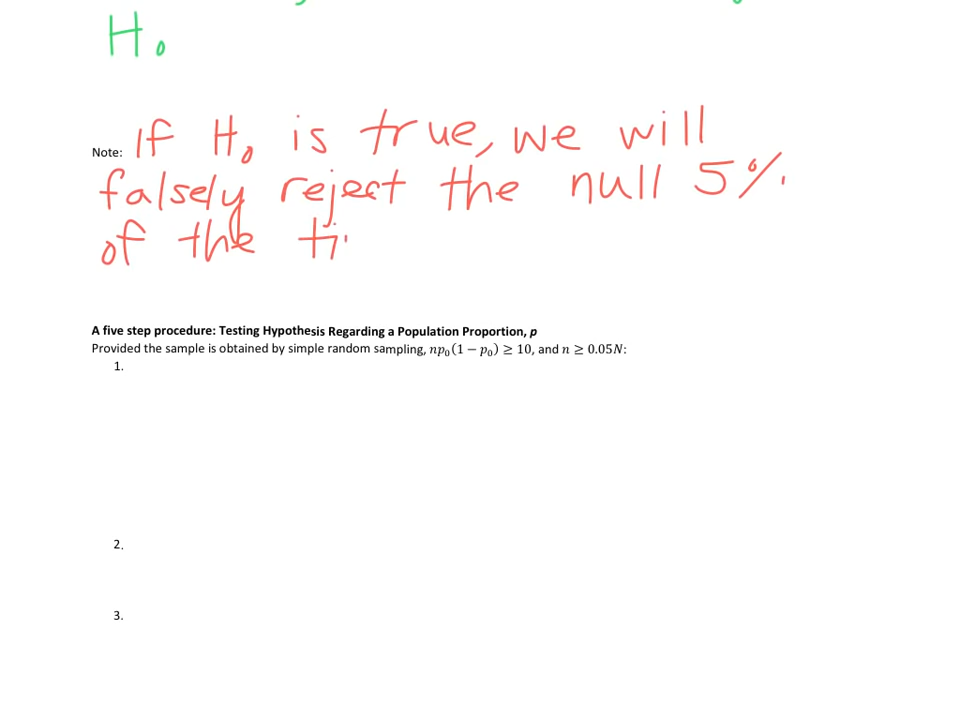 H₀
Note: If H₀ is true, we will
falsely reject the null 5%
of the ti
A five step procedure: Testing Hypothesis Regarding a Population Proportion, p
Provided the sample is obtained by simple random sampling, np₀(1 − p₀) ≥ 10, and n ≥ 0.05N:
1.
2.
3.